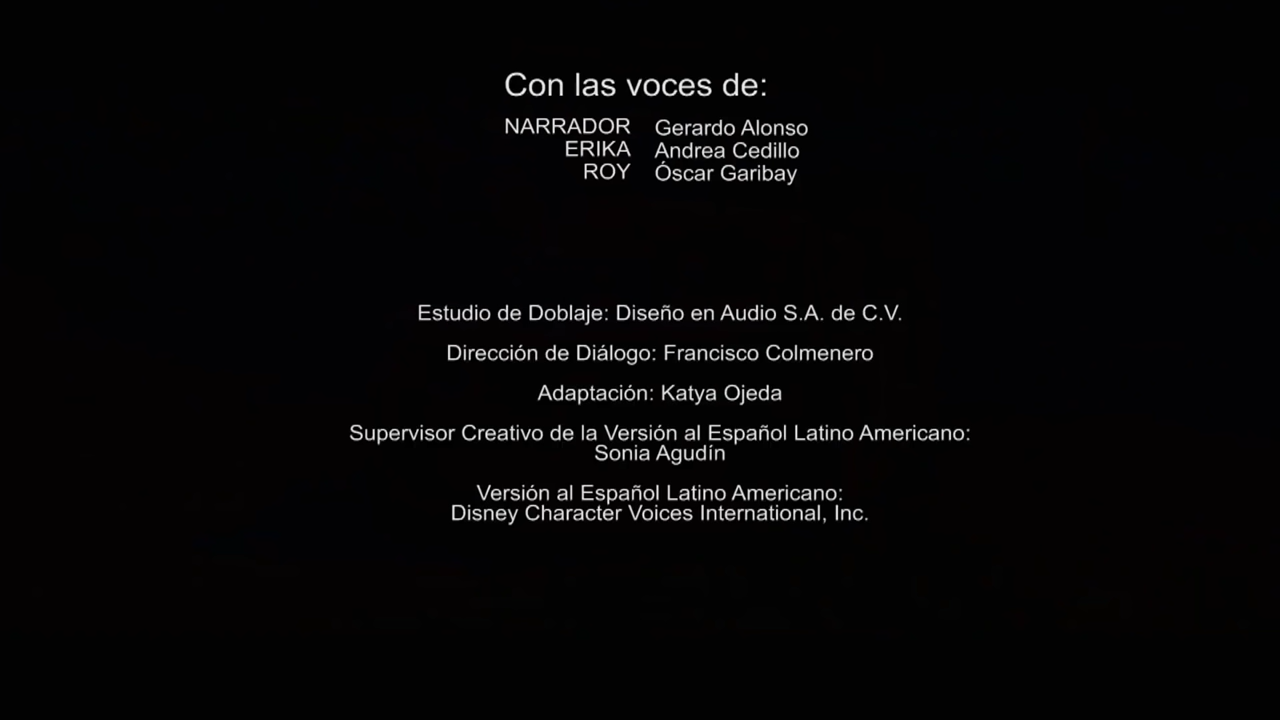 Con las voces de:
NARRADOR Gerardo Alonso
ERIKA Andrea Cedillo
ROY Óscar Garibay
Estudio de Doblaje: Diseño en Audio S.A. de C.V.
Dirección de Diálogo: Francisco Colmenero
Adaptación: Katya Ojeda
Supervisor Creativo de la Versión al Español Latino Americano:
Sonia Agudín
Versión al Español Latino Americano:
Disney Character Voices International, Inc.